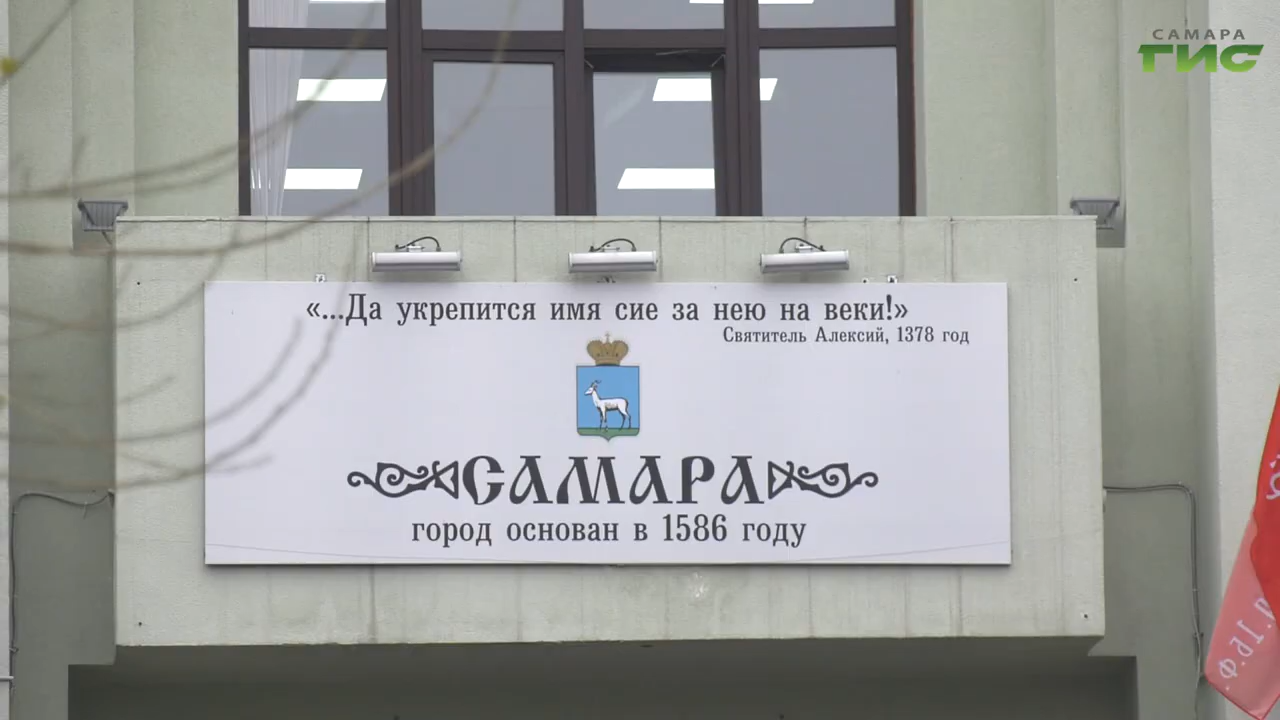 САМАРА
ГИС
«...Да укрепится имя сие за нею на веки!»
Святитель Алексий, 1378 год
САМАРА
город основан в 1586 году